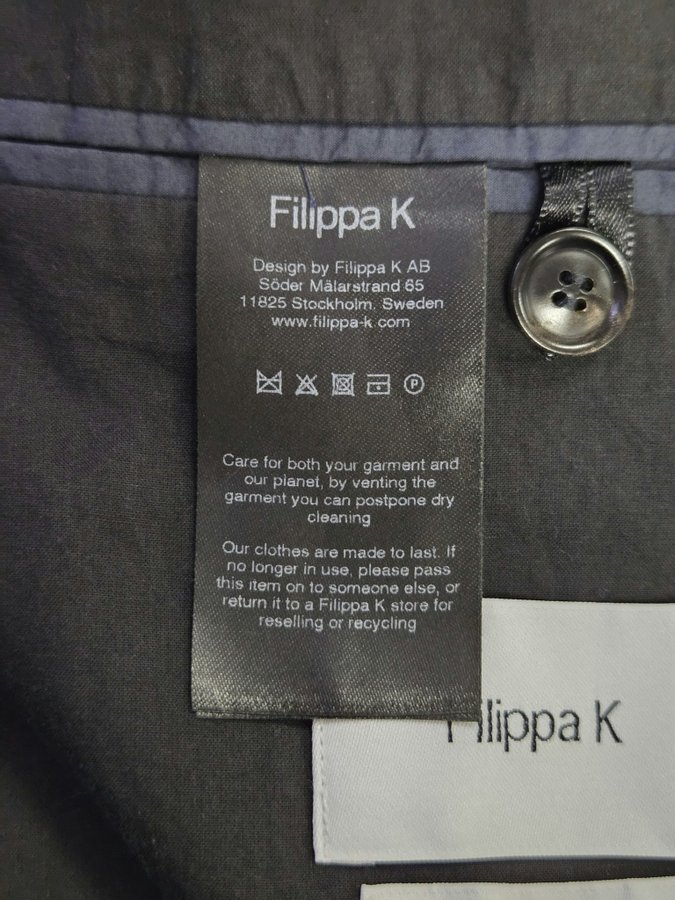 Filippa K
Design by Filippa K AB
Söder Mälarstrand 65
11825 Stockholm, Sweden
www.filippa-k.com
P
Care for both your garment and
our planet, by venting the
garment you can postpone dry
cleaning
Our clothes are made to last. If
no longer in use, please pass
this item on to someone else, or
return it to a Filippa K store for
reselling or recycling
Filippa K